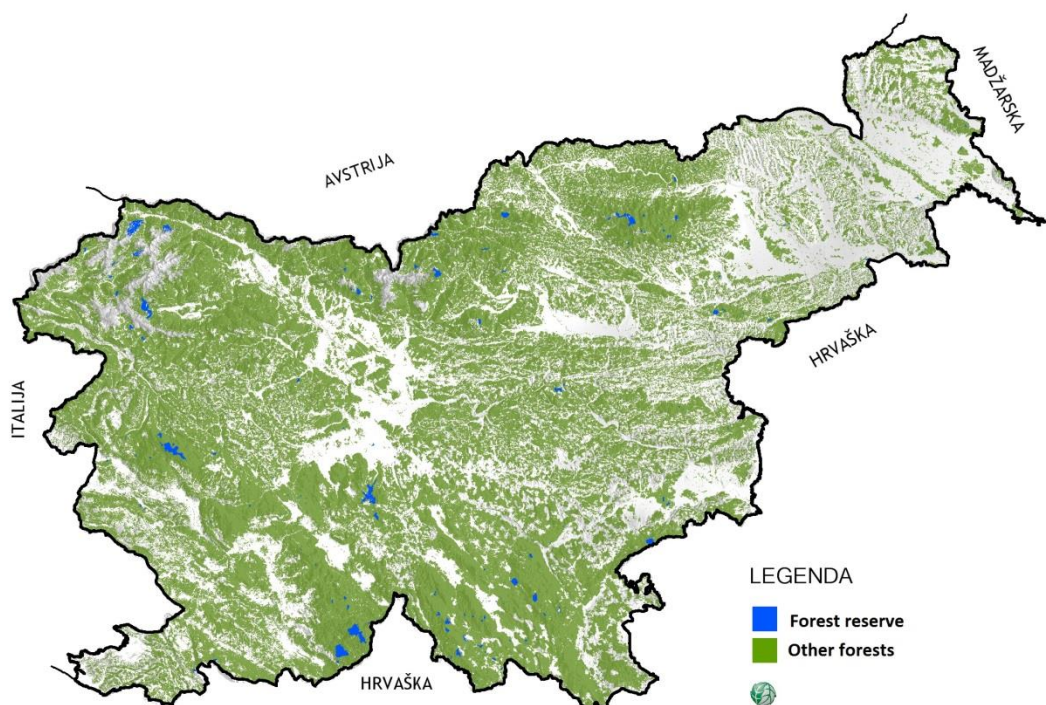 MADŽARSKA
AVSTRIJA
HRVAŠKA
ITALIJA
LEGENDA
Forest reserve
Other forests
HRVAŠKA